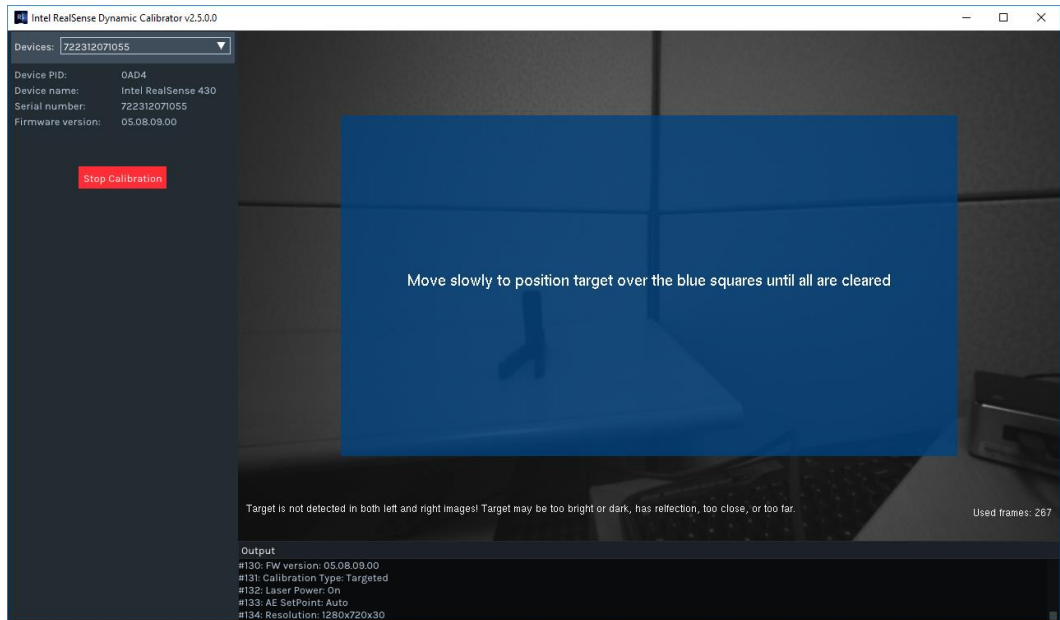 RS Intel RealSense Dynamic Calibrator v2.5.0.0
Devices: 722312071055
Device PID: 0AD4
Device name: Intel RealSense 430
Serial number: 722312071055
Firmware version: 05.08.09.00
Stop Calibration
Move slowly to position target over the blue squares until all are cleared
Target is not detected in both left and right images! Target may be too bright or dark, has relfection, too close, or too far.
Used frames: 267
Output
#130: FW version: 05.08.09.00
#131: Calibration Type: Targeted
#132: Laser Power: On
#133: AE SetPoint: Auto
#134: Resolution: 1280x720x30